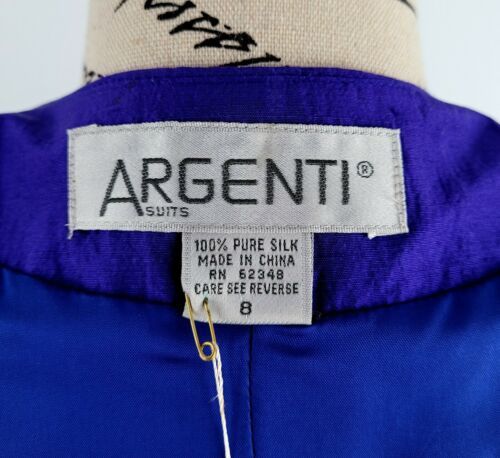 ARGENTI®
SUITS
100% PURE SILK
MADE IN CHINA
RN 62348
CARE SEE REVERSE
8